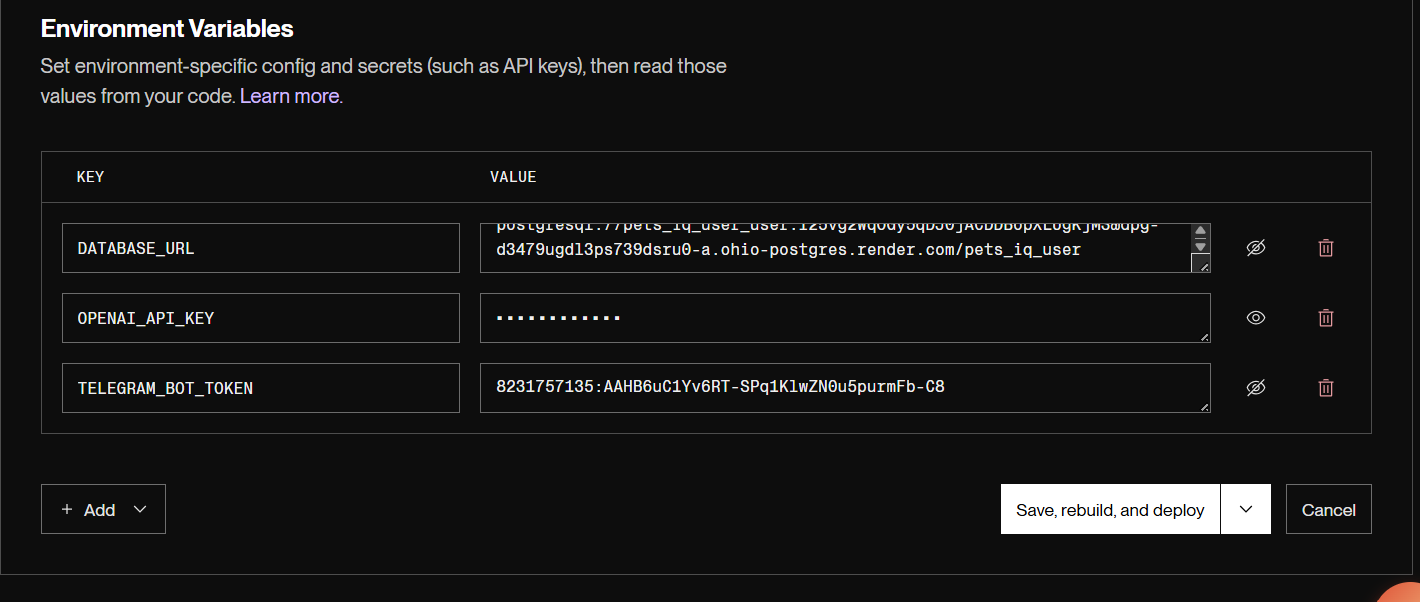 Environment Variables
Set environment-specific config and secrets (such as API keys), then read those
values from your code. Learn more.
KEY
VALUE
DATABASE_URL
d3479ugdl3ps739dsru0-a.ohio-postgres.render.com/pets_iq_user
OPENAI_API_KEY
TELEGRAM_BOT_TOKEN
8231757135:AAHB6uC1Yv6RT-SPq1KlwZN0u5purmFb-C8
+ Add
Save, rebuild, and deploy
Cancel